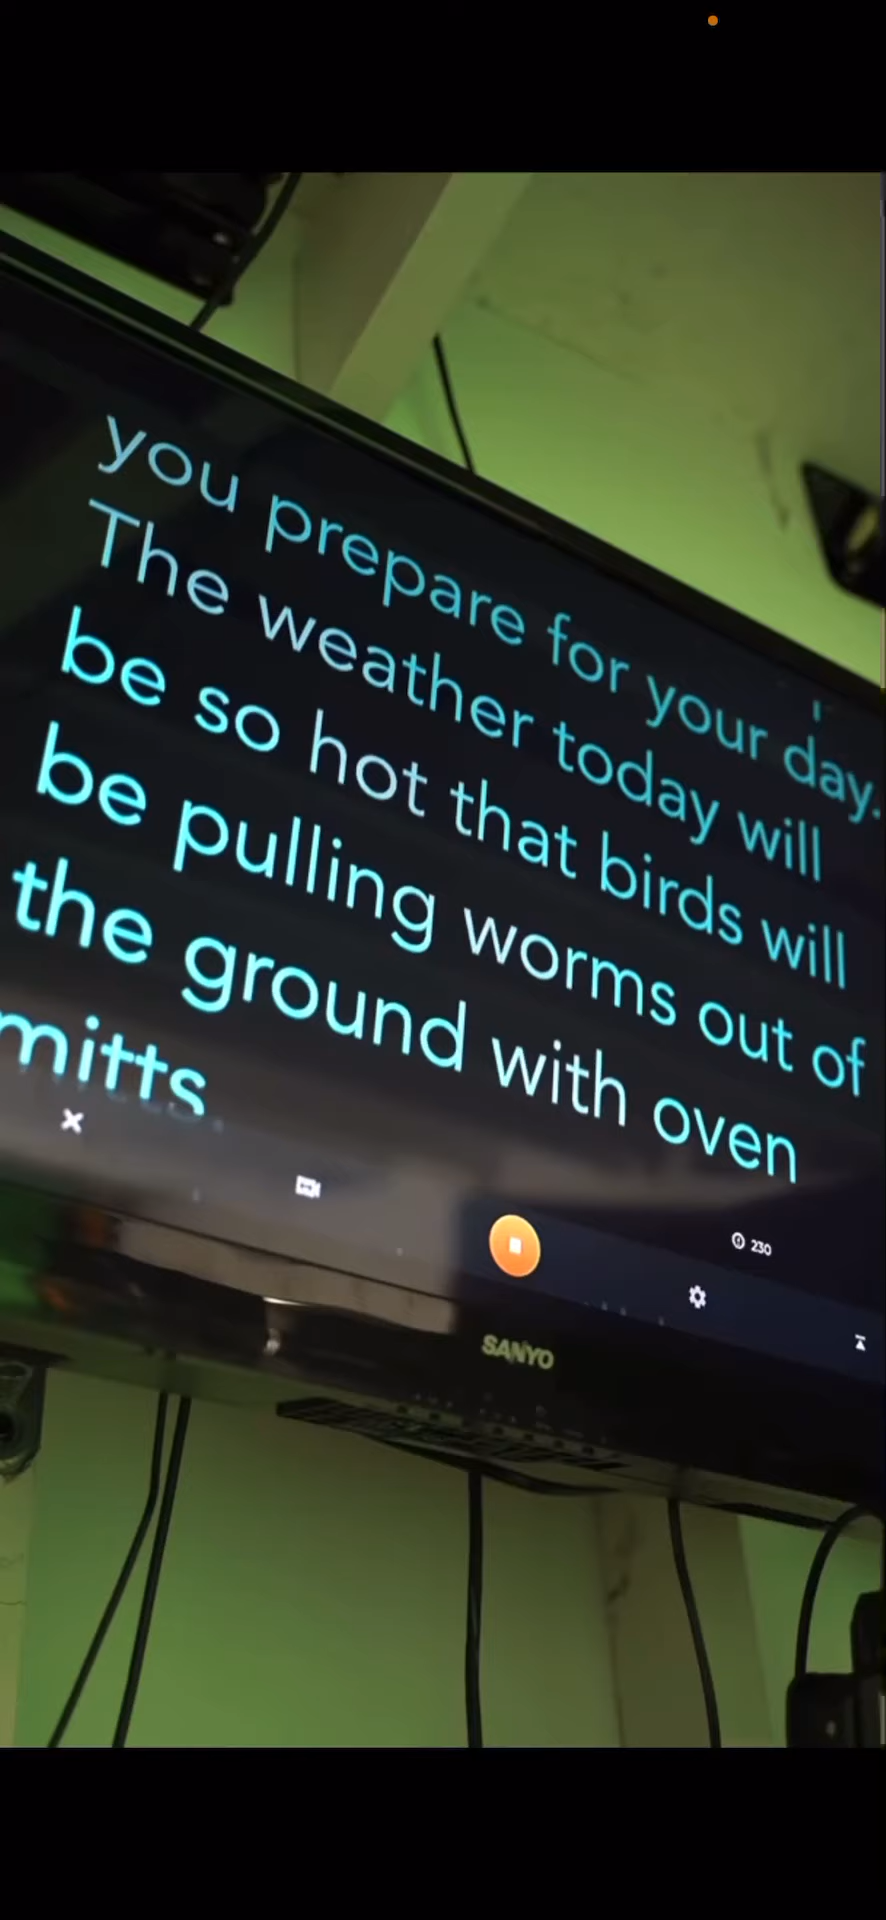 you prepare for your day.
The weather today will
be so hot that birds will
be pulling worms out of
the ground with oven
mitts
230
SANYO